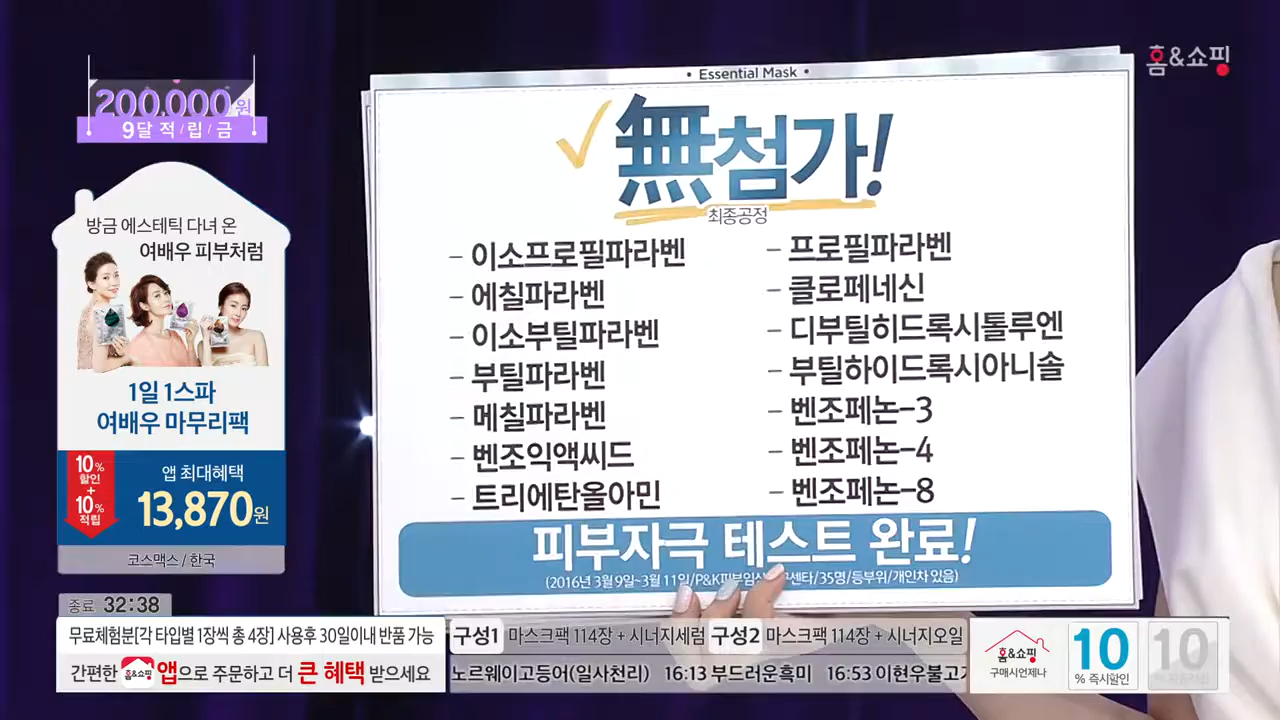 홈&쇼핑
200,000원
9달 적/립/금
방금 에스테틱 다녀 온
여배우 피부처럼
1일 1스파
여배우 마무리팩
10%
할인
+
10%
적립
앱 최대혜택
13,870원
코스맥스 / 한국
• Essential Mask •
無첨가!
최종공정
- 이소프로필파라벤
- 에칠파라벤
- 이소부틸파라벤
- 부틸파라벤
- 메칠파라벤
- 벤조익액씨드
- 트리에탄올아민
- 프로필파라벤
- 클로페네신
- 디부틸히드록시톨루엔
- 부틸하이드록시아니솔
- 벤조페논-3
- 벤조페논-4
- 벤조페논-8
피부자극 테스트 완료!
(2016년 3월 9일~3월 11일/P&K피부임상 센터/35명/등부위/개인차 있음)
종료 32:38
무료체험분[각 타입별 1장씩 총 4장] 사용후 30일이내 반품 가능
간편한 홈&쇼핑 앱으로 주문하고 더 큰 혜택 받으세요
구성1 마스크팩 114장 + 시너지세럼 구성2 마스크팩 114장 + 시너지오일
노르웨이고등어(일사천리) 16:13 부드러운흑미 16:53 이현우불고기
홈&쇼핑
구매시언제나
10
% 즉시할인
10